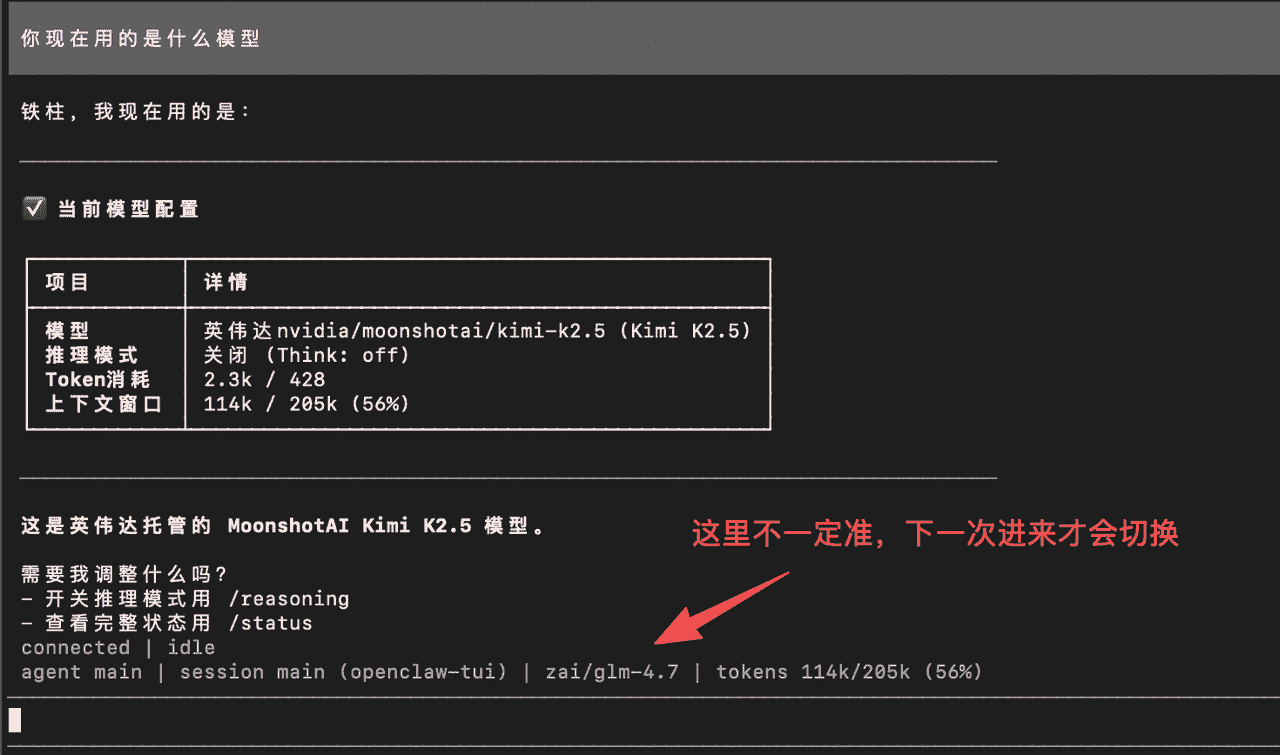 你现在用的是什么模型
铁柱，我现在用的是：
当前模型配置
项目 详情
模型 英伟达nvidia/moonshotai/kimi-k2.5 (Kimi K2.5)
推理模式 关闭 (Think: off)
Token消耗 2.3k / 428
上下文窗口 114k / 205k (56%)
这是英伟达托管的 MoonshotAI Kimi K2.5 模型。
这里不一定准，下一次进来才会切换
需要我调整什么吗？
- 开关推理模式用 /reasoning
- 查看完整状态用 /status
connected | idle
agent main | session main (openclaw-tui) | zai/glm-4.7 | tokens 114k/205k (56%)